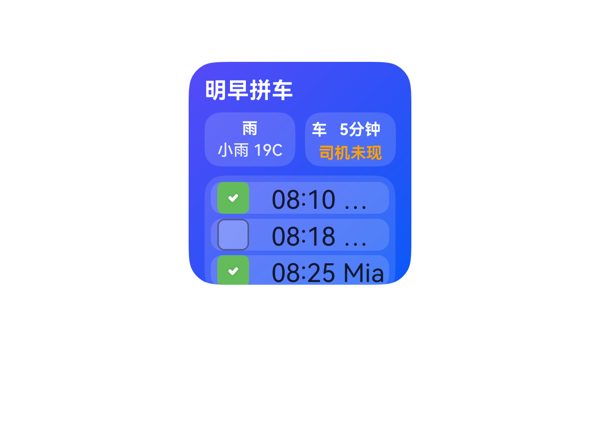 明早拼车
雨
小雨 19C
车 5分钟
司机未现
08:10 ...
08:18 ...
08:25 Mia